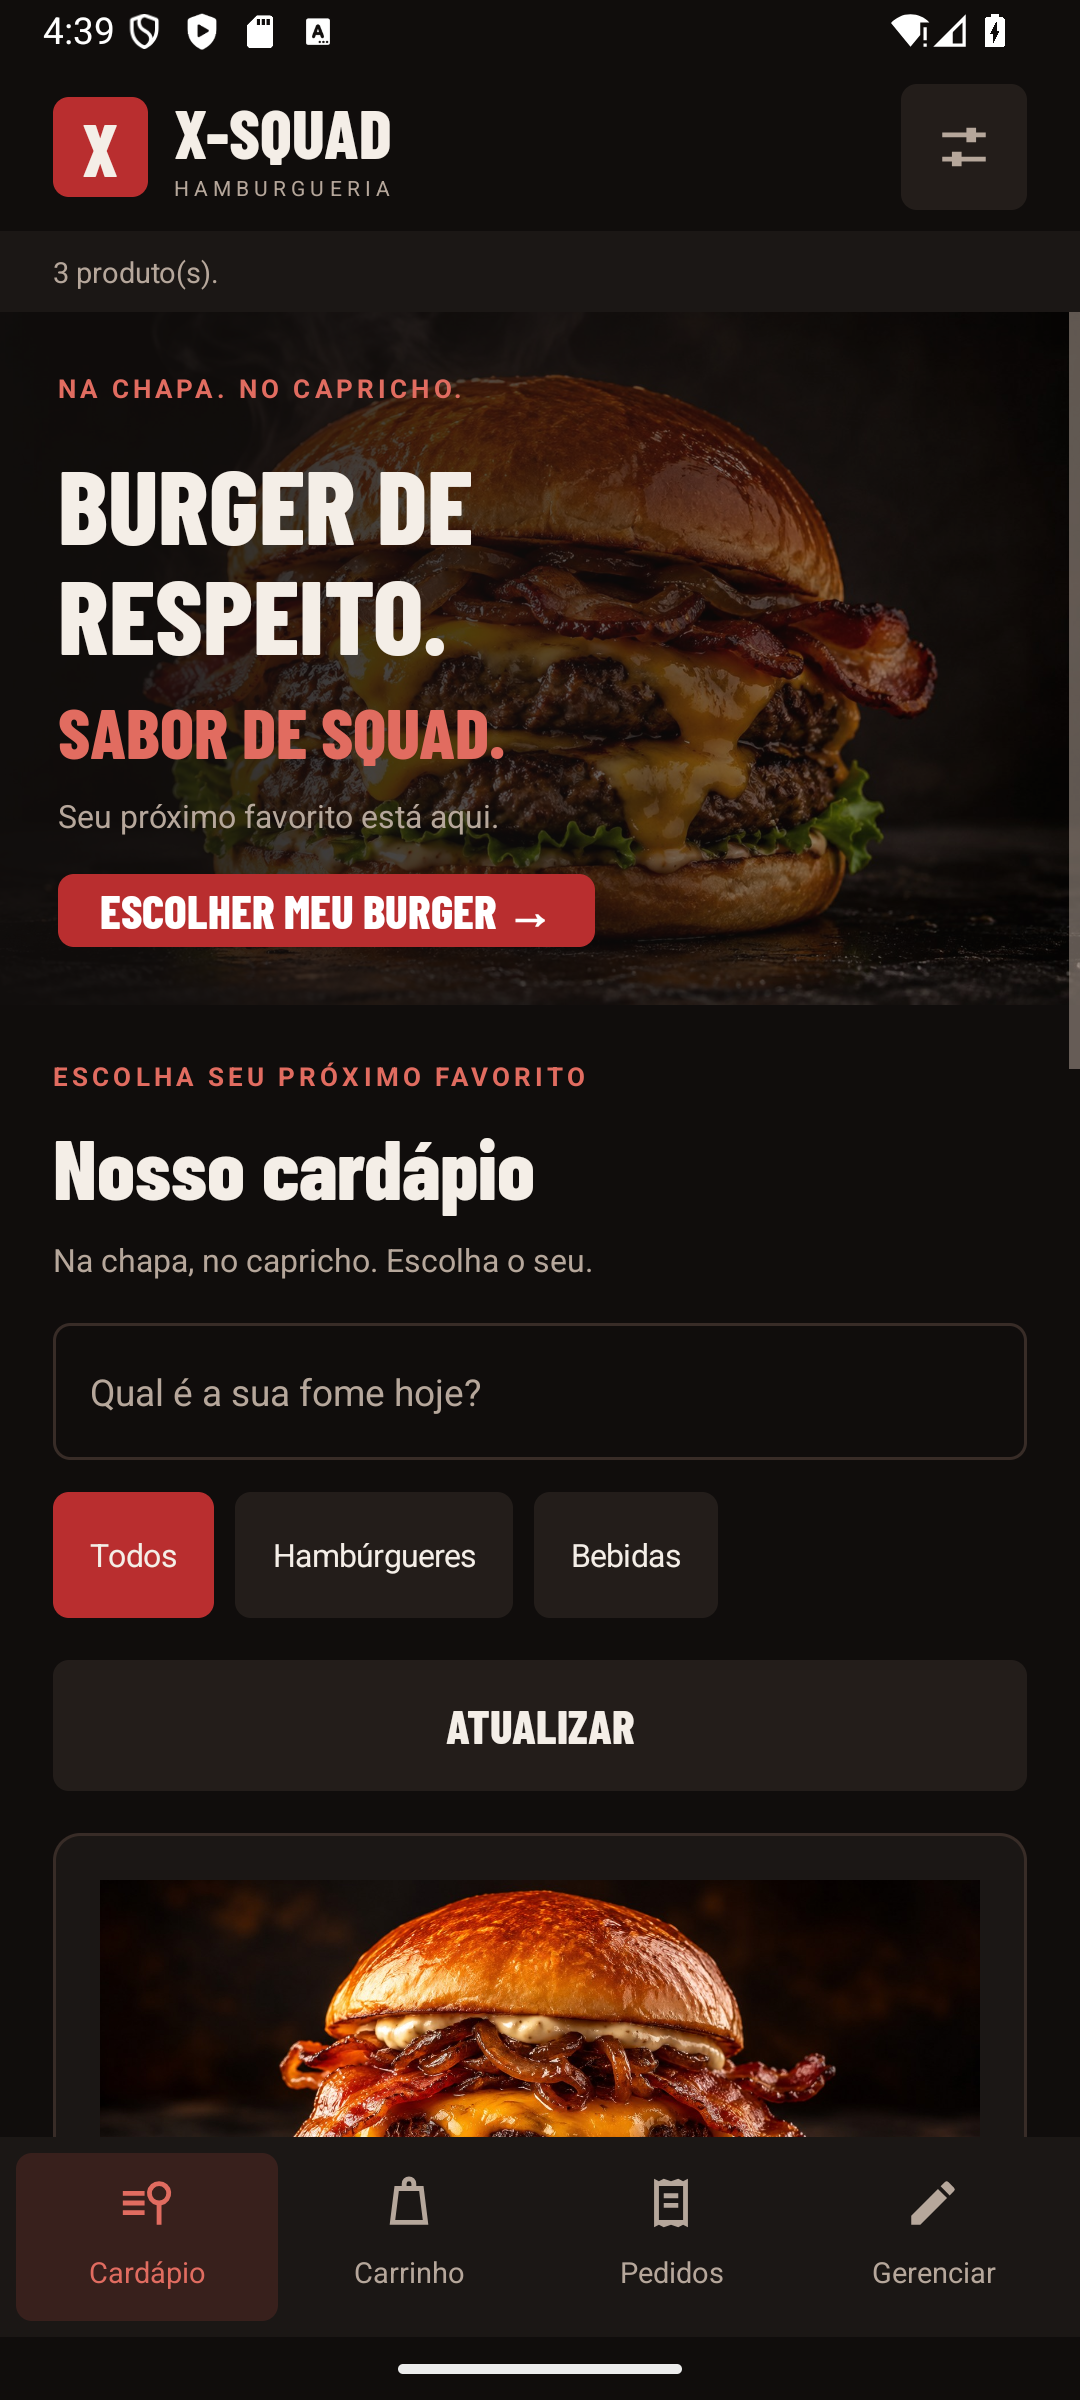 4:39
X
X-SQUAD
HAMBURGUERIA
3 produto(s).
NA CHAPA. NO CAPRICHO.
BURGER DE
RESPEITO.
SABOR DE SQUAD.
Seu próximo favorito está aqui.
ESCOLHER MEU BURGER →
ESCOLHA SEU PRÓXIMO FAVORITO
Nosso cardápio
Na chapa, no capricho. Escolha o seu.
Qual é a sua fome hoje?
Todos Hambúrgueres Bebidas
ATUALIZAR
Cardápio Carrinho Pedidos Gerenciar